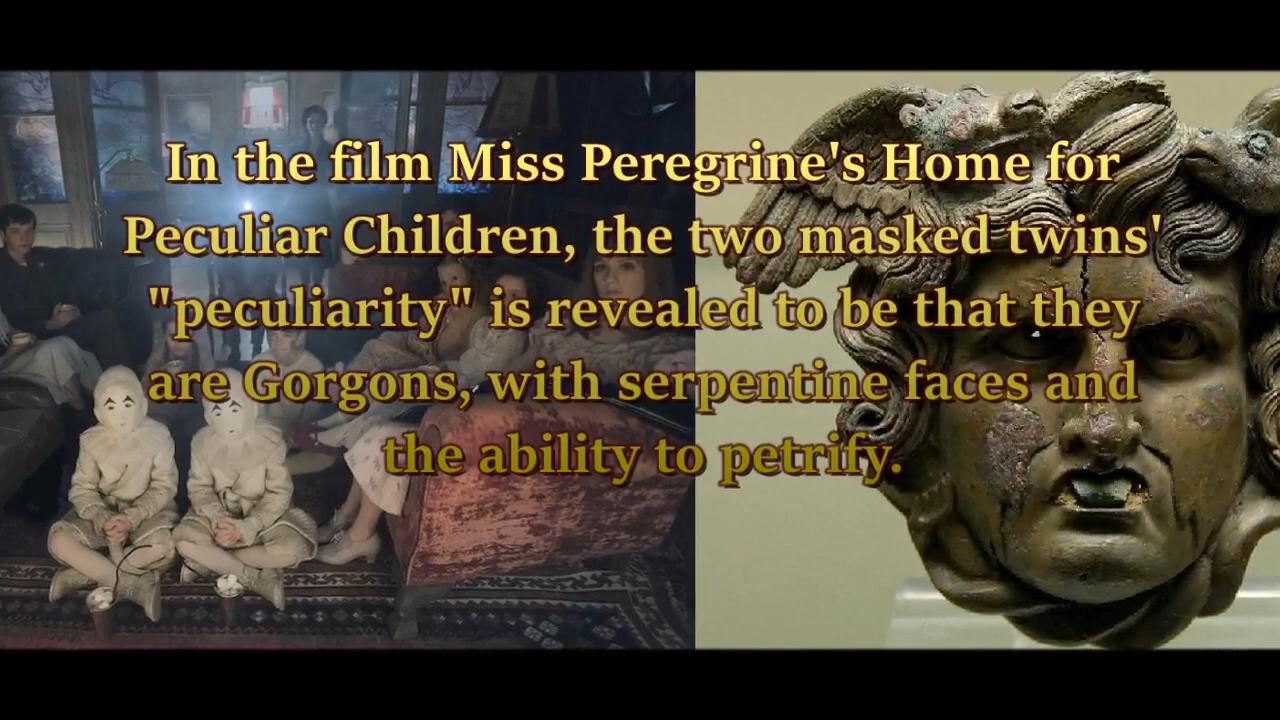 In the film Miss Peregrine's Home for
Peculiar Children, the two masked twins'
"peculiarity" is revealed to be that they
are Gorgons, with serpentine faces and
the ability to petrify.